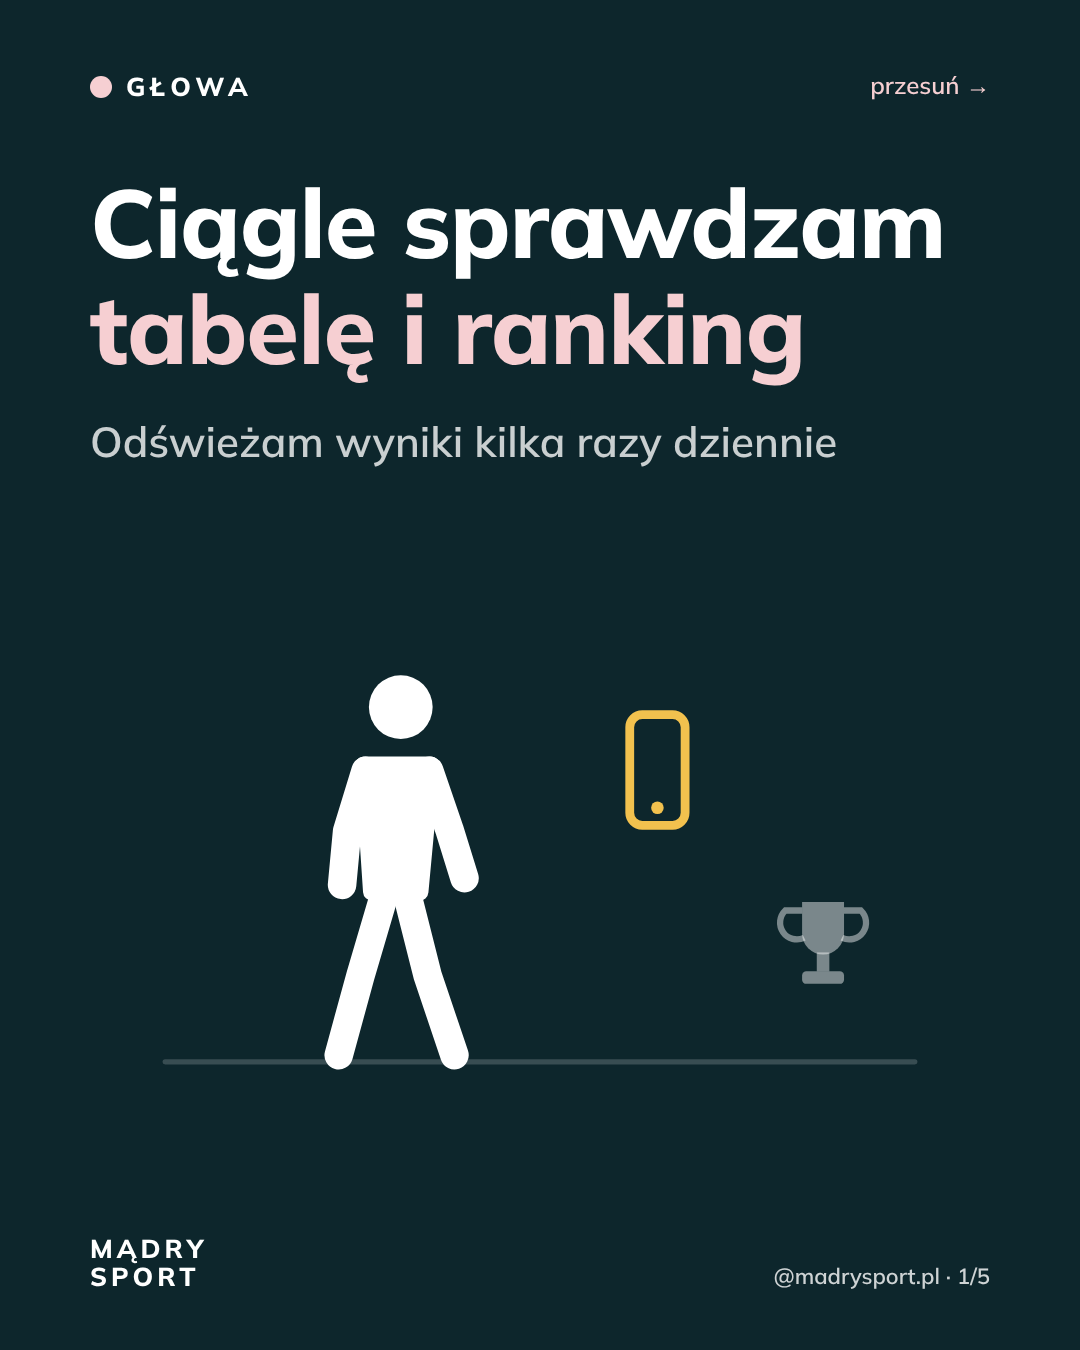 GŁOWA
przesuń →
Ciągle sprawdzam
tabelę i ranking
Odświeżam wyniki kilka razy dziennie
MĄDRY
SPORT
@madrysport.pl · 1/5